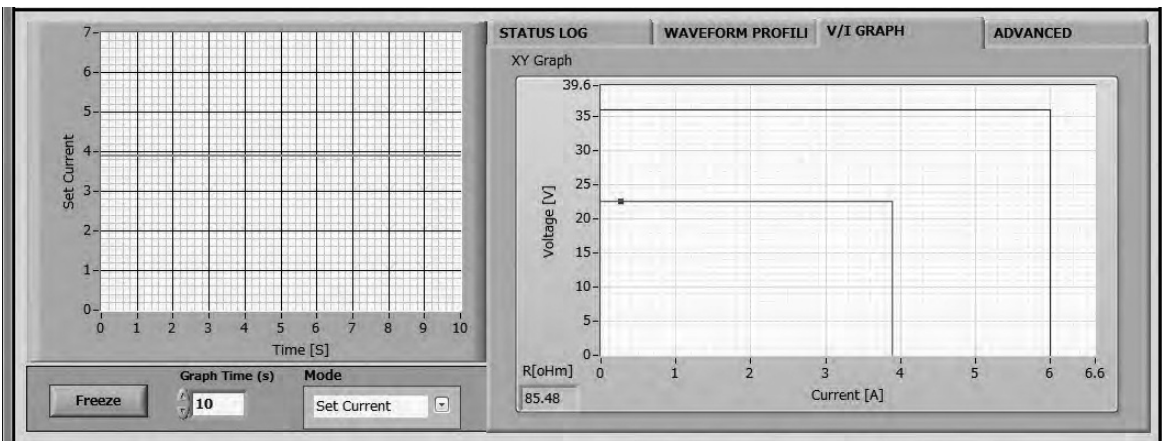 7
6
5
4
3
2
1
0
Set Current
0 1 2 3 4 5 6 7 8 9 10
Time [S]
Graph Time (s)
Mode
Freeze
10
Set Current
STATUS LOG
WAVEFORM PROFILI
V/I GRAPH
ADVANCED
XY Graph
39.6
35
30
25
20
15
10
5
0
Voltage [V]
0 1 2 3 4 5 6 6.6
Current [A]
R[oHm]
85.48